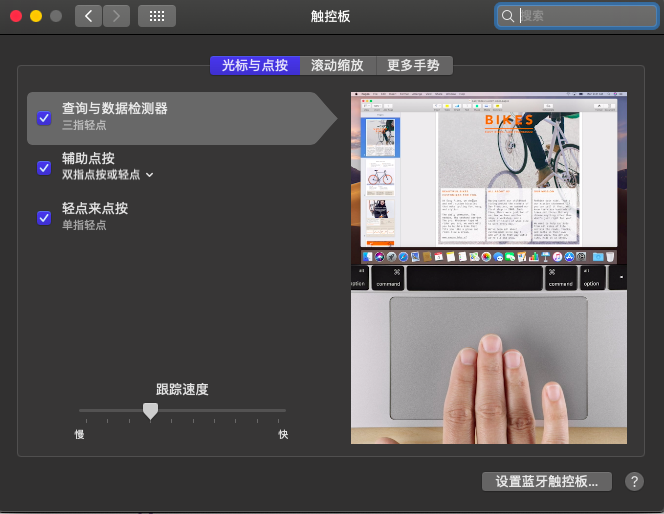 触控板
搜索
光标与点按
滚动缩放
更多手势
查询与数据检测器
三指轻点
辅助点按
双指点按或轻点
轻点来点按
单指轻点
跟踪速度
慢
快
BIKES
alt
option
⌘
command
⌘
command
alt
option
设置蓝牙触控板...
?